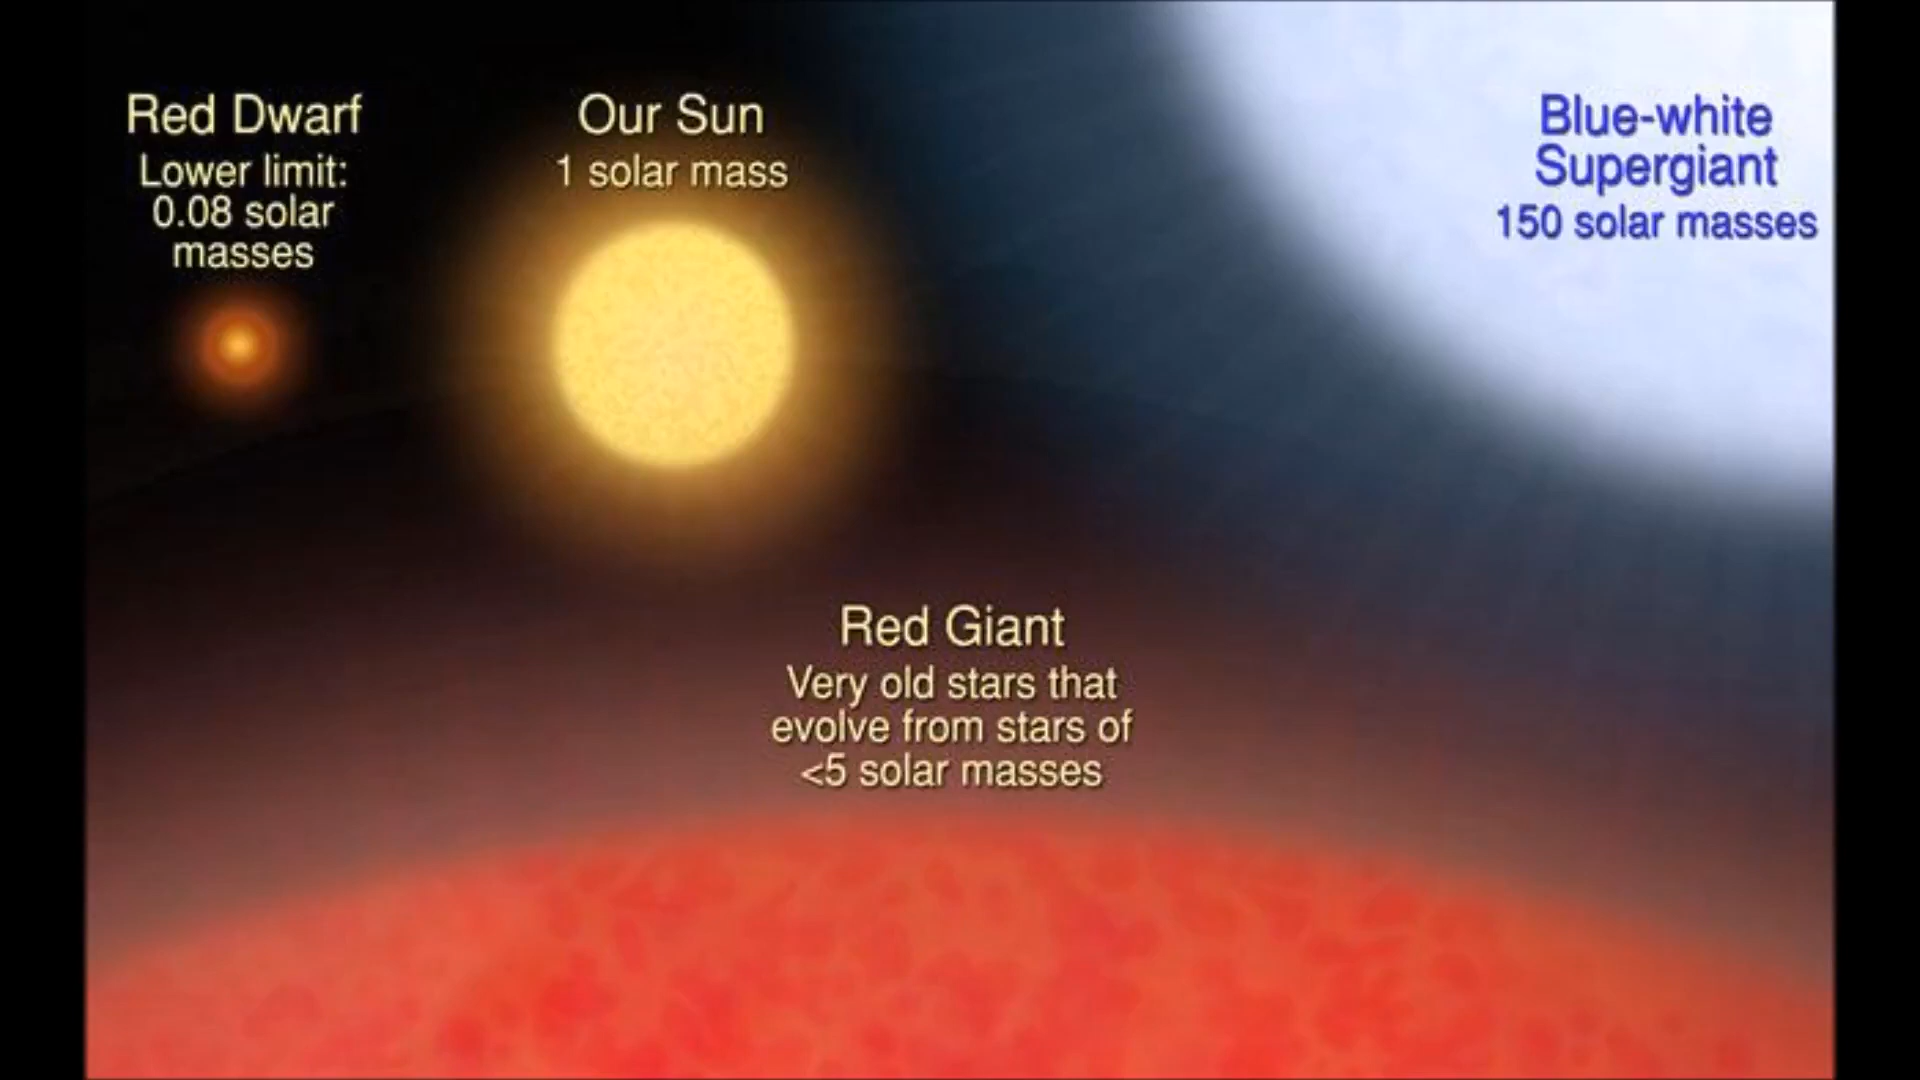 Red Dwarf
Lower limit:
0.08 solar
masses
Our Sun
1 solar mass
Blue-white
Supergiant
150 solar masses
Red Giant
Very old stars that
evolve from stars of
<5 solar masses